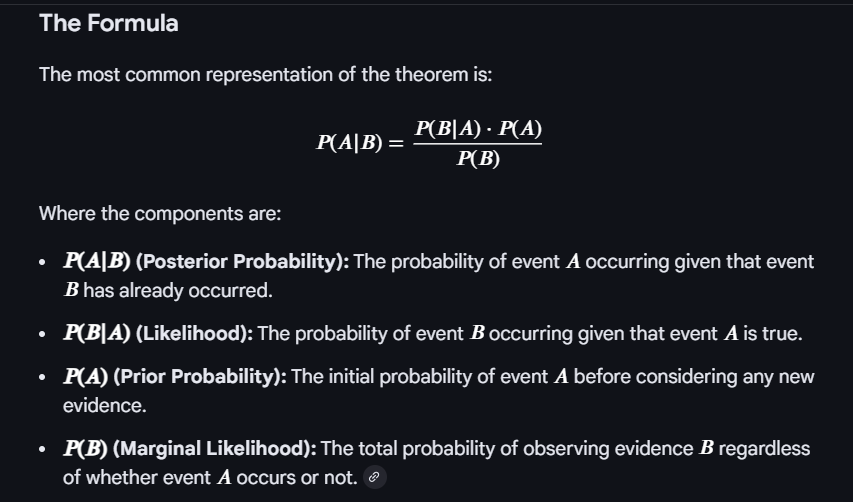 The Formula
The most common representation of the theorem is:
P(A|B) = P(B|A) · P(A) / P(B)
Where the components are:
• P(A|B) (Posterior Probability): The probability of event A occurring given that event
B has already occurred.
• P(B|A) (Likelihood): The probability of event B occurring given that event A is true.
• P(A) (Prior Probability): The initial probability of event A before considering any new
evidence.
• P(B) (Marginal Likelihood): The total probability of observing evidence B regardless
of whether event A occurs or not.